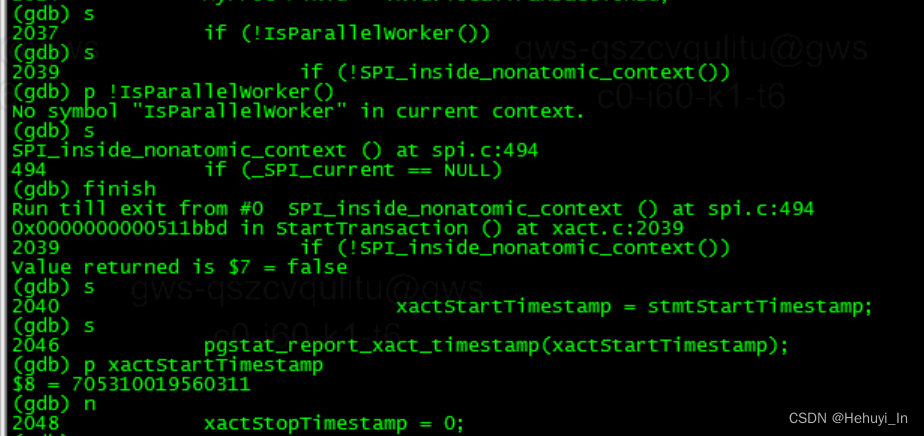 (gdb) s
2037 if (!IsParallelWorker())
(gdb) s
2039 if (!SPI_inside_nonatomic_context())
(gdb) p !IsParallelWorker()
No symbol "IsParallelWorker" in current context.
(gdb) s
SPI_inside_nonatomic_context () at spi.c:494
494 if (_SPI_current == NULL)
(gdb) finish
Run till exit from #0 SPI_inside_nonatomic_context () at spi.c:494
0x0000000000511bbd in StartTransaction () at xact.c:2039
2039 if (!SPI_inside_nonatomic_context())
Value returned is $7 = false
(gdb) s
2040 xactStartTimestamp = stmtStartTimestamp;
(gdb) s
2046 pgstat_report_xact_timestamp(xactStartTimestamp);
(gdb) p xactStartTimestamp
$8 = 705310019560311
(gdb) n
2048 xactStopTimestamp = 0;
gws-qszcvqulitu@gws
c0-i60-k1-t6
gws-qszcvqulitu@gws
c0-i60-k1-t6
CSDN @Hehuyi_In